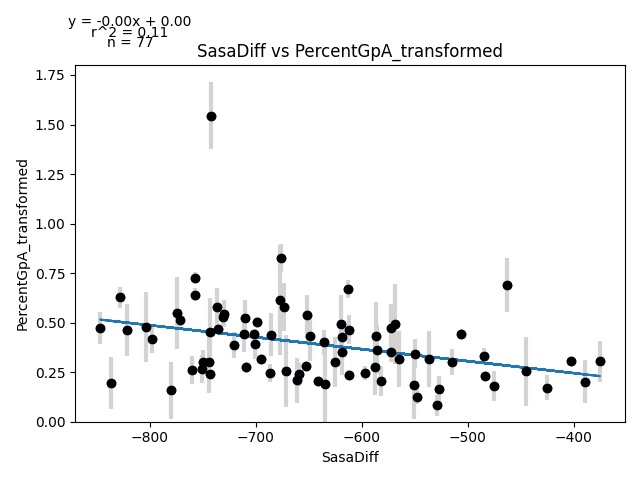 y = -0.00x + 0.00
r^2 = 0.11
n = 77
SasaDiff vs PercentGpA_transformed
1.75
1.50
1.25
1.00
0.75
0.50
0.25
0.00
PercentGpA_transformed
−800
−700
−600
−500
−400
SasaDiff